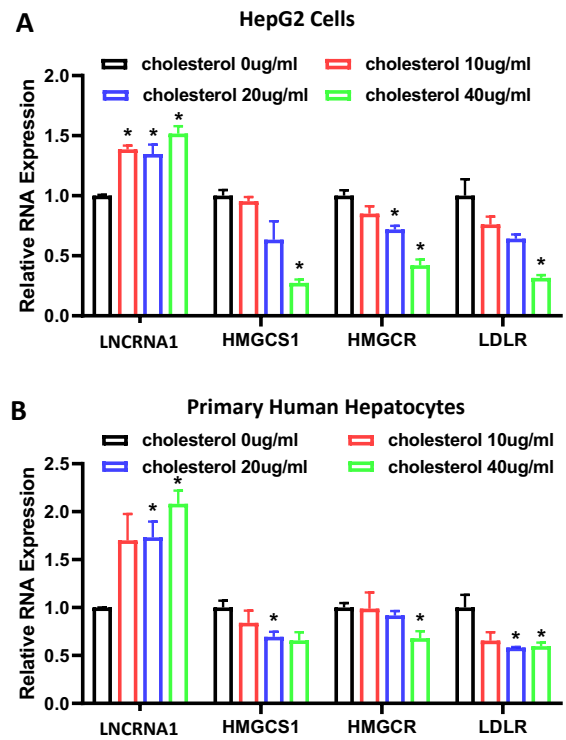 A
HepG2 Cells
cholesterol 0ug/ml
cholesterol 10ug/ml
cholesterol 20ug/ml
cholesterol 40ug/ml
Relative RNA Expression
2.0
1.5
1.0
0.5
0.0
* * *
*
* *
*
LNCRNA1 HMGCS1 HMGCR LDLR
B
Primary Human Hepatocytes
cholesterol 0ug/ml
cholesterol 10ug/ml
cholesterol 20ug/ml
cholesterol 40ug/ml
Relative RNA Expression
2.5
2.0
1.5
1.0
0.5
0.0
* *
*
*
* *
LNCRNA1 HMGCS1 HMGCR LDLR